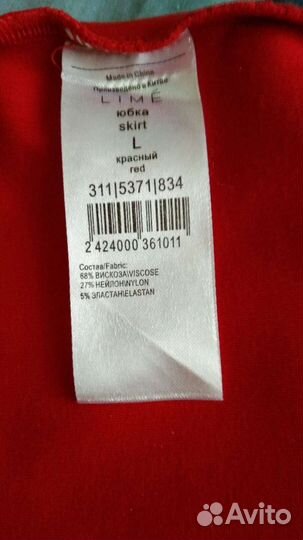 Made in China
Произведено в Китае
LIMÉ
юбка
skirt
L
красный
red
311|5371|834
2 424000 361011
Состав/Fabric:
68% ВИСКОЗА\VISCOSE
27% НЕЙЛОН\NYLON
5% ЭЛАСТАН\ELASTAN
Avito